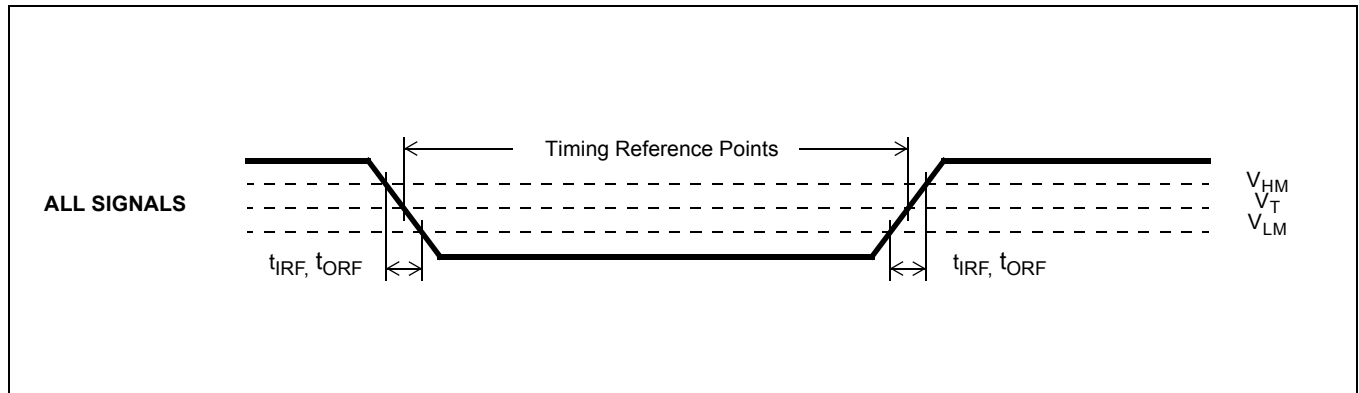 Timing Reference Points
ALL SIGNALS
V_HM
V_T
V_LM
t_IRF, t_ORF
t_IRF, t_ORF